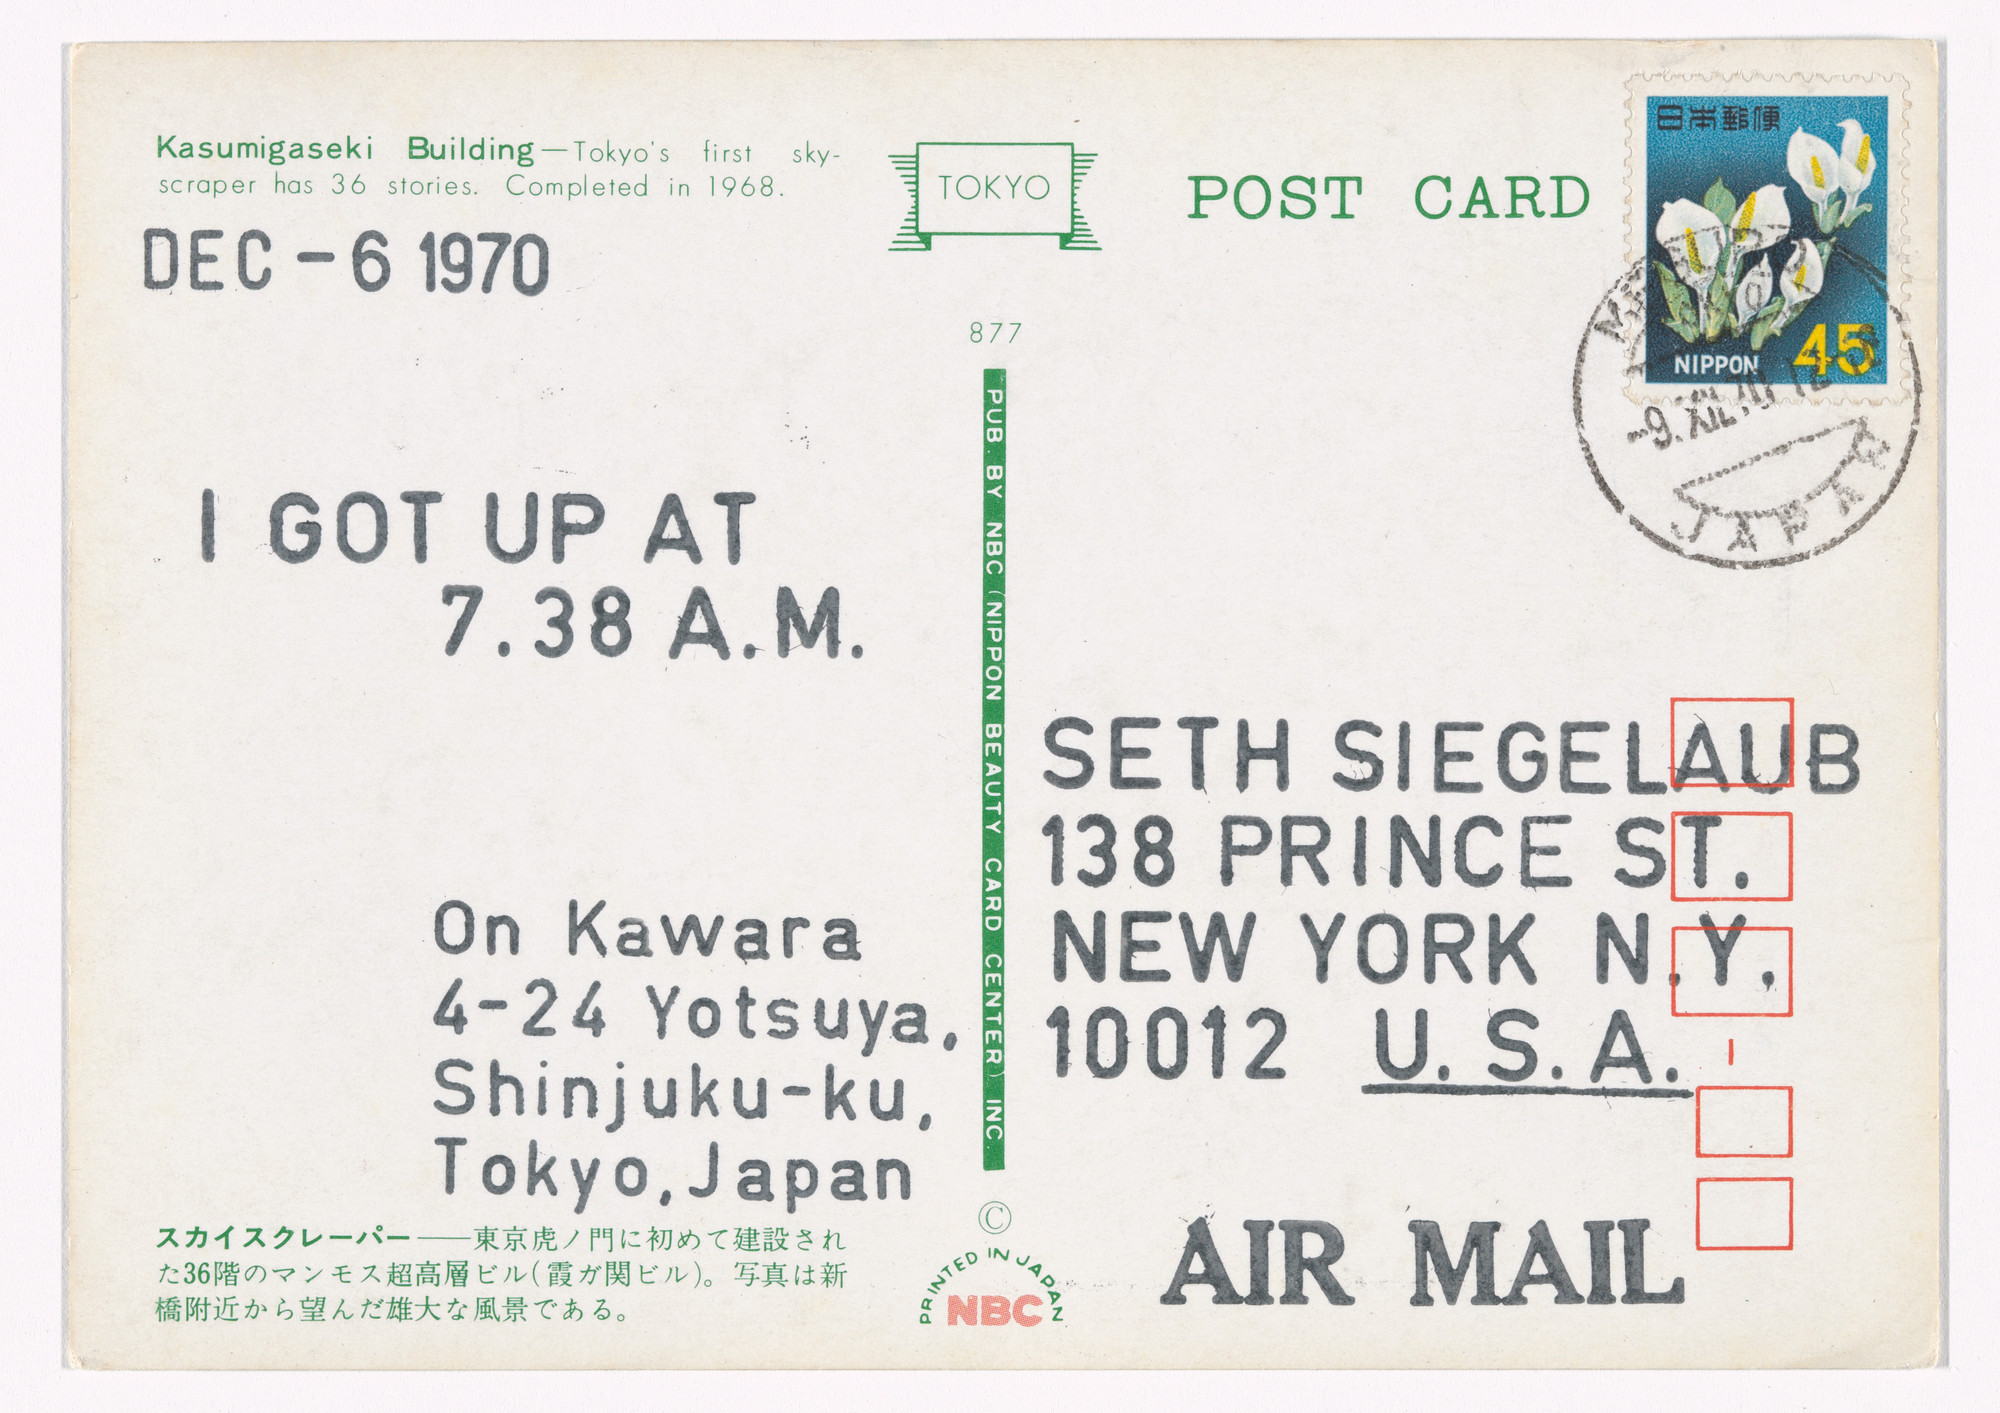 Kasumigaseki Building—Tokyo's first sky-
scraper has 36 stories. Completed in 1968.
DEC - 6 1970
I GOT UP AT
7.38 A.M.
On Kawara
4-24 Yotsuya,
Shinjuku-ku,
Tokyo, Japan
スカイスクレーパー——東京虎ノ門に初めて建設され
た36階のマンモス超高層ビル(霞ガ関ビル)。写真は新
橋附近から望んだ雄大な風景である。
TOKYO
877
PUB. BY NBC (NIPPON BEAUTY CARD CENTER) INC.
©
PRINTED IN JAPAN
NBC
POST CARD
日本郵便
NIPPON 45
-9.XII.70
JAPAN
SETH SIEGELAUB
138 PRINCE ST.
NEW YORK N.Y.
10012 U.S.A.
AIR MAIL